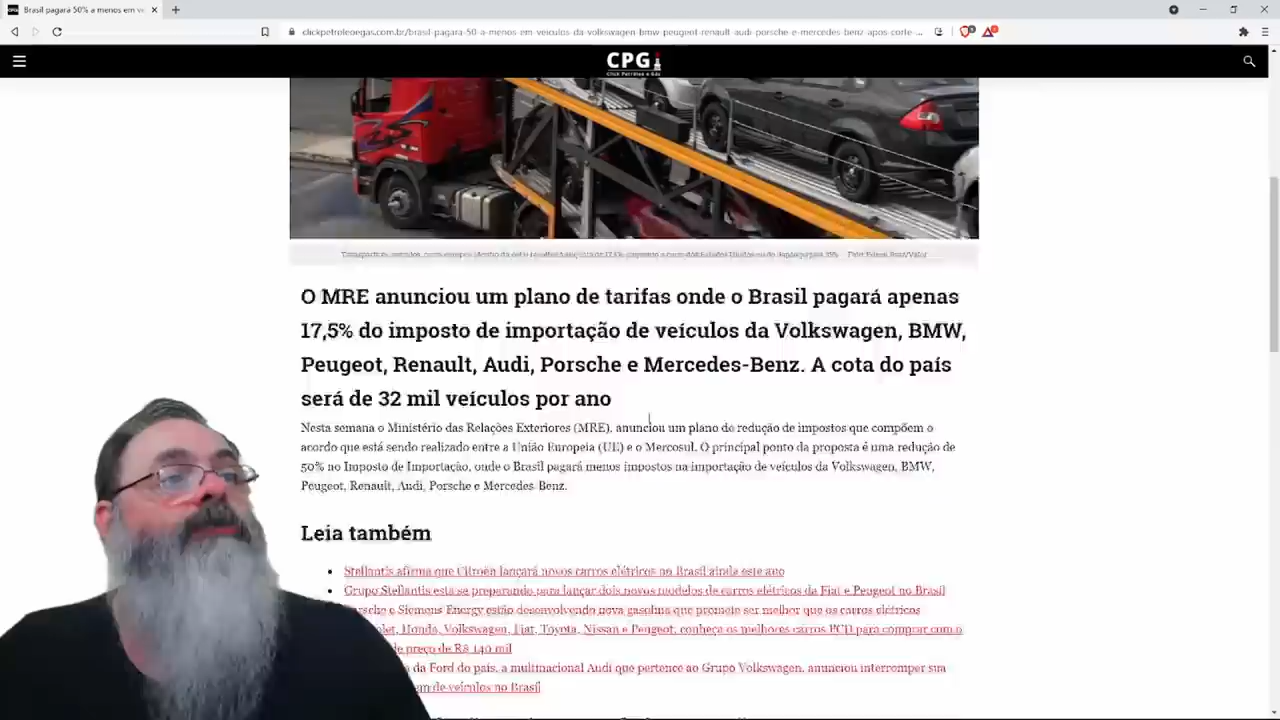 Brasil pagará 50% a menos em ve
clickpetroleoegas.com.br/brasil-pagara-50-a-menos-em-veiculos-da-volkswagen-bmw-peugeot-renault-audi-porsche-e-mercedes-benz-apos-corte-...
CPG
Click Petróleo e Gás
O MRE anunciou um plano de tarifas onde o Brasil pagará apenas
17,5% do imposto de importação de veículos da Volkswagen, BMW,
Peugeot, Renault, Audi, Porsche e Mercedes-Benz. A cota do país
será de 32 mil veículos por ano
Nesta semana o Ministério das Relações Exteriores (MRE), anunciou um plano de redução de impostos que compõem o
acordo que está sendo realizado entre a União Europeia (UE) e o Mercosul. O principal ponto da proposta é uma redução de
50% no Imposto de Importação, onde o Brasil pagará menos impostos na importação de veículos da Volkswagen, BMW,
Peugeot, Renault, Audi, Porsche e Mercedes-Benz.
Leia também
Stellantis afirma que Citroën lançará novos carros elétricos no Brasil ainda este ano
Grupo Stellantis esta se preparando para lançar dois novos modelos de carros elétricos da Fiat e Peugeot no Brasil
Porsche e Siemens Energy estão desenvolvendo nova gasolina que promete ser melhor que os carros elétricos
Honda, Volkswagen, Fiat, Toyota, Nissan e Peugeot, conheça os melhores carros PCD para comprar com o
de preço de R$ 140 mil
da Ford do país, a multinacional Audi que pertence ao Grupo Volkswagen, anunciou interromper sua
de veículos no Brasil